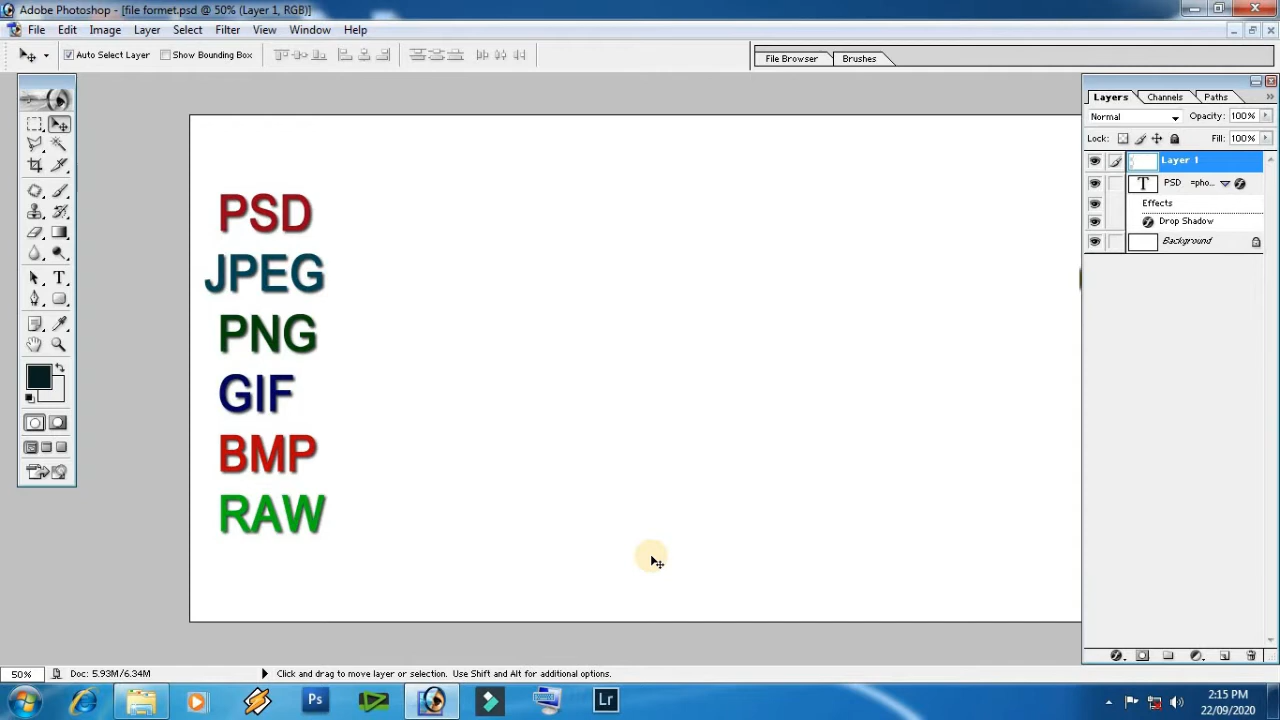 Adobe Photoshop - [file formet.psd @ 50% (Layer 1, RGB)]
File Edit Image Layer Select Filter View Window Help
Auto Select Layer Show Bounding Box
File Browser Brushes
Layers Channels Paths
Normal Opacity: 100%
Lock: Fill: 100%
Layer 1
T PSD =pho...
Effects
Drop Shadow
Background
PSD
JPEG
PNG
GIF
BMP
RAW
50% Doc: 5.93M/6.34M Click and drag to move layer or selection. Use Shift and Alt for additional options.
Ps
Lr
2:15 PM
22/09/2020